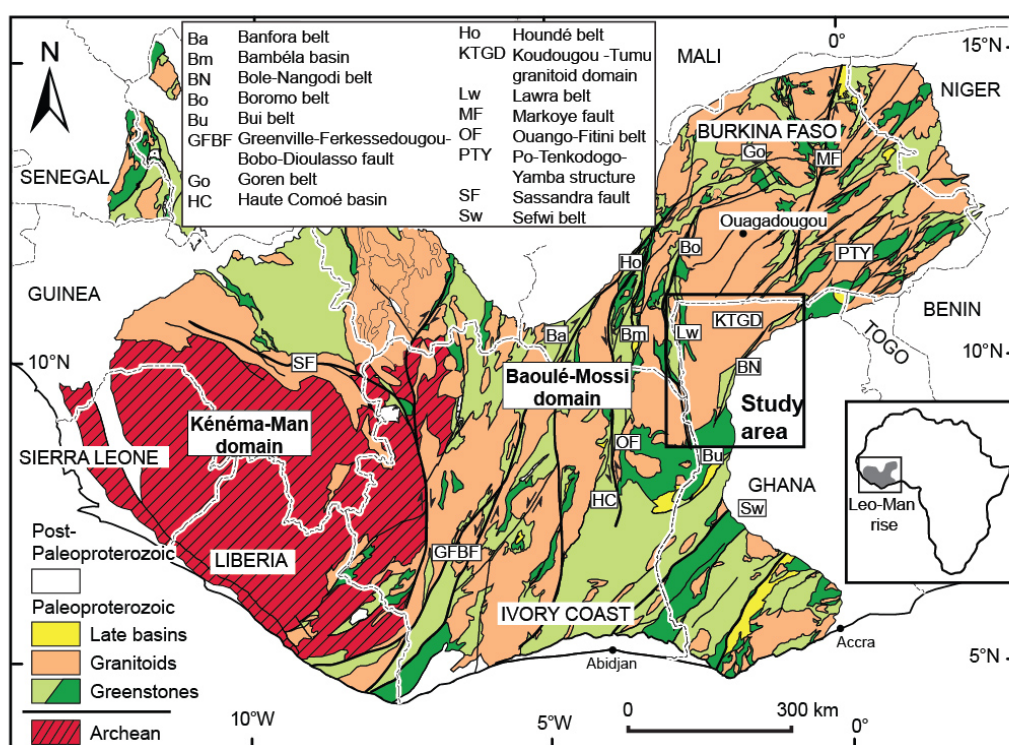 N
Ba Banfora belt
Bm Bambéla basin
BN Bole-Nangodi belt
Bo Boromo belt
Bu Bui belt
GFBF Greenville-Ferkessedougou-
Bobo-Dioulasso fault
Go Goren belt
HC Haute Comoé basin
Ho Houndé belt
KTGD Koudougou -Tumu
granitoid domain
Lw Lawra belt
MF Markoye fault
OF Ouango-Fitini belt
PTY Po-Tenkodogo-
Yamba structure
SF Sassandra fault
Sw Sefwi belt
0°
15°N
MALI
NIGER
BURKINA FASO
Go
MF
SENEGAL
Ouagadougou
Bo
PTY
Ho
GUINEA
BENIN
TOGO
KTGD
Lw
Bm
Ba
10°N
10°N
SF
BN
Baoulé-Mossi
domain
Study
area
Kénéma-Man
domain
OF
Bu
SIERRA LEONE
GHANA
HC
Sw
Leo-Man
rise
Post-
Paleoproterozoic
LIBERIA
GFBF
Paleoproterozoic
Late basins
IVORY COAST
Granitoids
Accra
Abidjan
5°N
Greenstones
Archean
10°W
5°W
0 300 km
0°